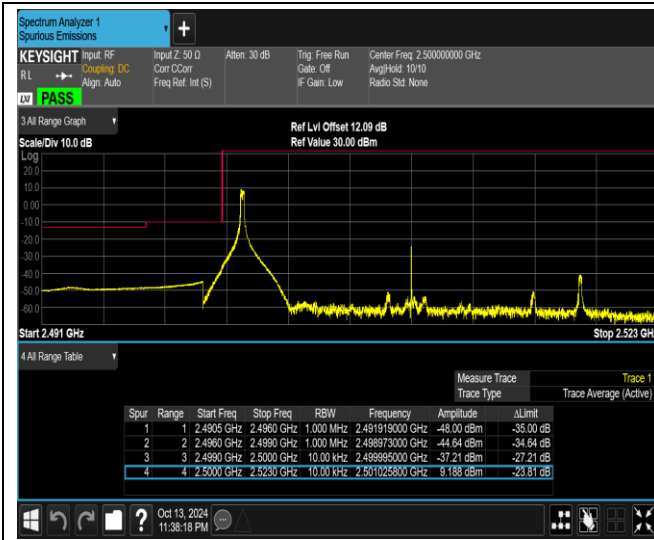 Spectrum Analyzer 1
Spurious Emissions
+
KEYSIGHT Input: RF Input Z: 50 Ω Atten: 30 dB Trig: Free Run Center Freq: 2.500000000 GHz
RL Coupling: DC Corr CCorr Gate: Off Avg|Hold: 10/10
Align: Auto Freq Ref: Int (S) IF Gain: Low Radio Std: None
LXI PASS
3 All Range Graph
Ref Lvl Offset 12.09 dB
Scale/Div 10.0 dB Ref Value 30.00 dBm
Log
20.0
10.0
0.00
-10.0
-20.0
-30.0
-40.0
-50.0
-60.0
Start 2.491 GHz Stop 2.523 GH
4 All Range Table
Measure Trace Trace 1
Trace Type Trace Average (Active)
Spur Range Start Freq Stop Freq RBW Frequency Amplitude ΔLimit
1 1 2.4905 GHz 2.4960 GHz 1.000 MHz 2.491919000 GHz -48.00 dBm -35.00 dB
2 2 2.4960 GHz 2.4990 GHz 1.000 MHz 2.498973000 GHz -44.64 dBm -34.64 dB
3 3 2.4990 GHz 2.5000 GHz 10.00 kHz 2.499995000 GHz -37.21 dBm -27.21 dB
4 4 2.5000 GHz 2.5230 GHz 10.00 kHz 2.501025800 GHz 9.188 dBm -23.81 dB
? Oct 13, 2024
11:38:18 PM